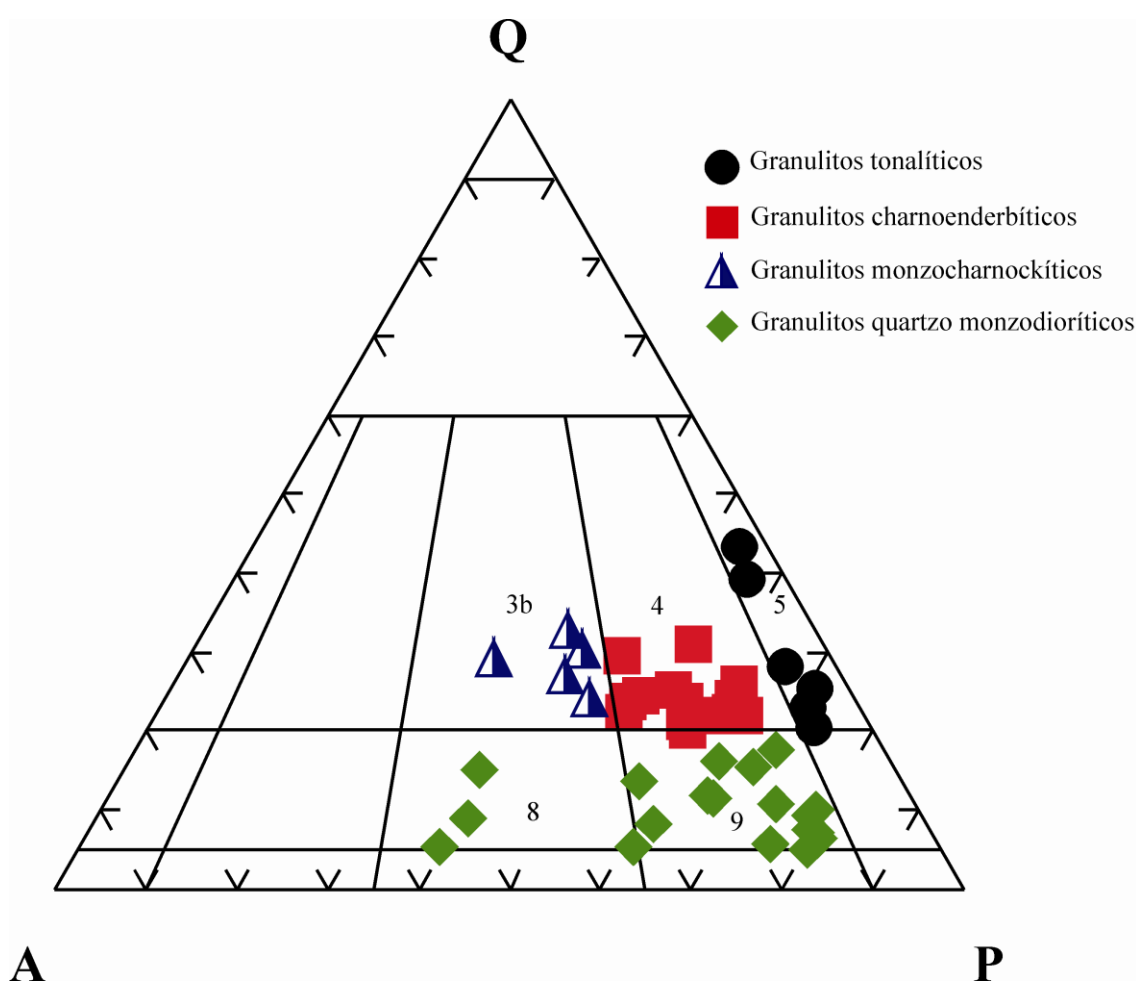 Q
Granulitos tonalíticos
Granulitos charnoenderbíticos
Granulitos monzocharnockíticos
Granulitos quartzo monzodioríticos
3b
4
5
8
9
A
P